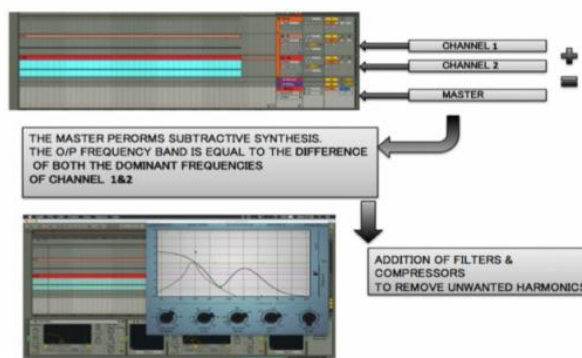 CHANNEL 1
CHANNEL 2
MASTER
THE MASTER PERORMS SUBTRACTIVE SYNTHESIS.
THE O/P FREQUENCY BAND IS EQUAL TO THE DIFFERENCE
OF BOTH THE DOMINANT FREQUENCIES
OF CHANNEL 1&2
ADDITION OF FILTERS &
COMPRESSORS
TO REMOVE UNWANTED HARMONICS